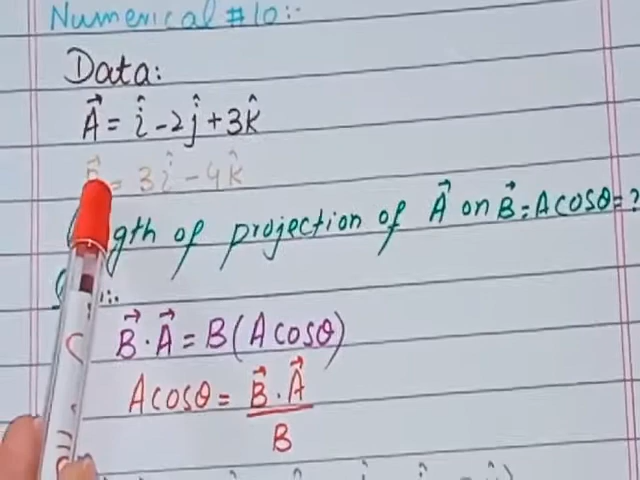 Numerical #10:-
Data:
A⃗ = î - 2ĵ + 3k̂
= 3î - 4k̂
gth of projection of A⃗ on B⃗ = A cosθ = ?
B⃗ · A⃗ = B(A cosθ)
A cosθ = B⃗ · A⃗
B